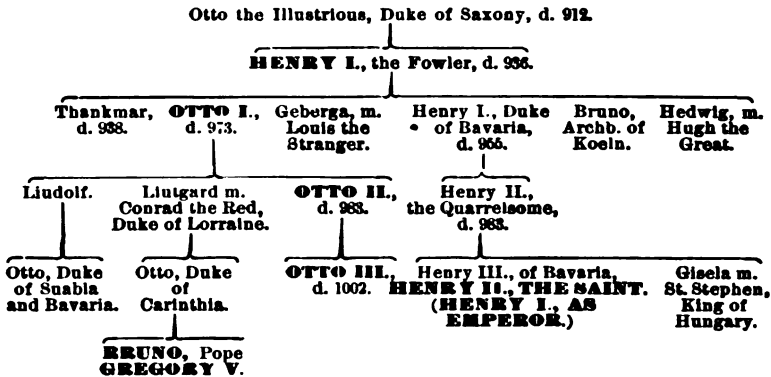 Otto the Illustrious, Duke of Saxony, d. 912.
HENRY I., the Fowler, d. 936.
Thankmar, d. 938.
OTTO I., d. 973.
Geberga, m. Louis the Stranger.
Henry I., Duke of Bavaria, d. 955.
Bruno, Archb. of Koeln.
Hedwig, m. Hugh the Great.
Liudolf.
Liutgard m. Conrad the Red, Duke of Lorraine.
OTTO II., d. 983.
Henry II., the Quarrelsome, d. 983.
Otto, Duke of Suabia and Bavaria.
Otto, Duke of Carinthia.
OTTO III., d. 1002.
Henry III., of Bavaria, HENRY II., THE SAINT. (HENRY I., AS EMPEROR.)
Gisela m. St. Stephen, King of Hungary.
BRUNO, Pope GREGORY V.